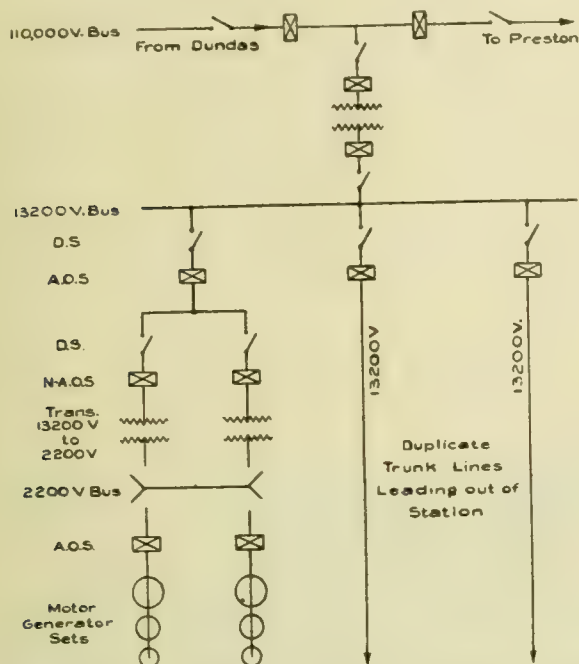 110,000V. Bus
From Dundas
To Preston
13200V. Bus
D.S
A.O.S
D.S.
N-A.O.S
Trans.
13200 V
to
2200V
2200V Bus
A.O.S.
Motor
Generator
Sets
13200V
13200V.
Duplicate
Trunk Lines
Leading out of
Station